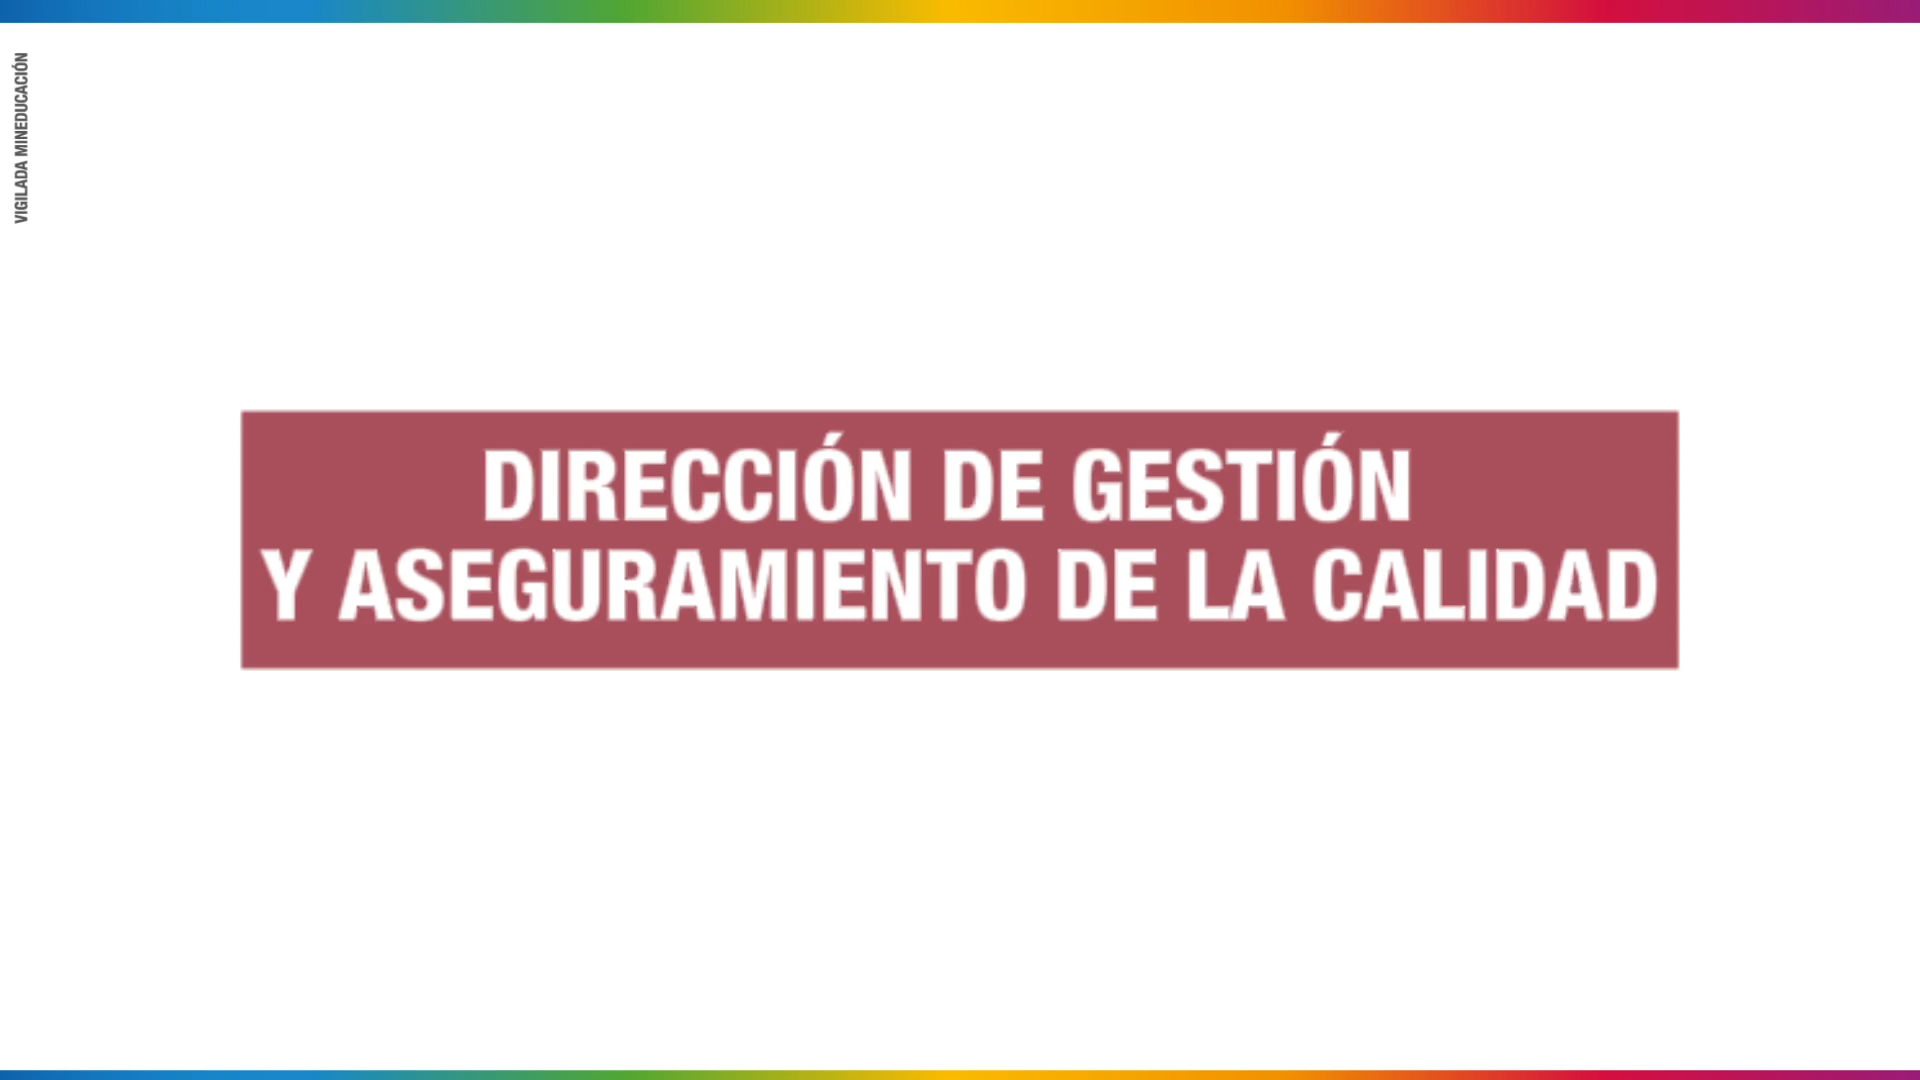 VIGILADA MINEDUCACIÓN
DIRECCIÓN DE GESTIÓN
Y ASEGURAMIENTO DE LA CALIDAD